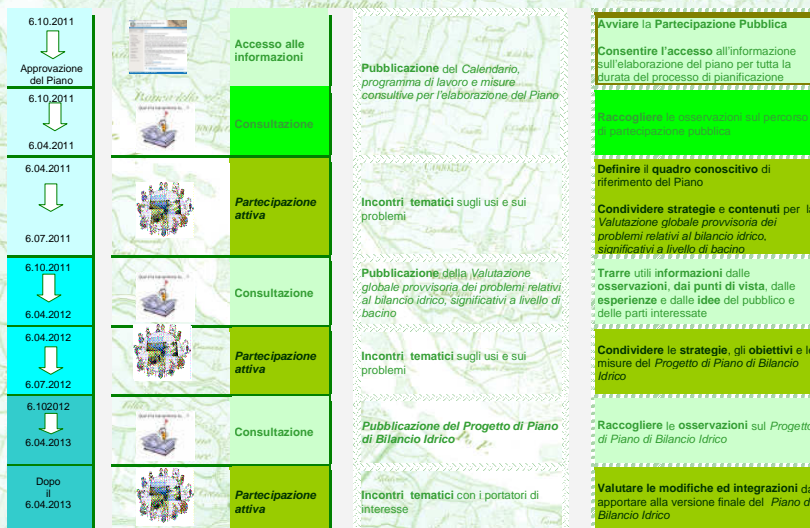 6.10.2011
Approvazione
del Piano
Accesso alle
informazioni
Pubblicazione del Calendario,
programma di lavoro e misure
consultive per l'elaborazione del Piano
Avviare la Partecipazione Pubblica
Consentire l'accesso all'informazione
sull'elaborazione del piano per tutta la
durata del processo di pianificazione
6.10.2011
6.04.2011
Consultazione
Raccogliere le osservazioni sul percorso
di partecipazione pubblica
6.04.2011
6.07.2011
Partecipazione
attiva
Incontri tematici sugli usi e sui
problemi
Definire il quadro conoscitivo di
riferimento del Piano
Condividere strategie e contenuti per
Valutazione globale provvisoria dei
problemi relativi al bilancio idrico,
significativi a livello di bacino
6.10.2011
6.04.2012
Consultazione
Pubblicazione della Valutazione
globale provvisoria dei problemi relativi
al bilancio idrico, significativi a livello di
bacino
Trarre utili informazioni dalle
osservazioni, dai punti di vista, dalle
esperienze e dalle idee del pubblico e
delle parti interessate
6.04.2012
6.07.2012
Partecipazione
attiva
Incontri tematici sugli usi e sui
problemi
Condividere le strategie, gli obiettivi e le
misure del Progetto di Piano di Bilancio
Idrico
6.102012
6.04.2013
Consultazione
Pubblicazione del Progetto di Piano
di Bilancio Idrico
Raccogliere le osservazioni sul Progetto
di Piano di Bilancio Idrico
Dopo
il
6.04.2013
Partecipazione
attiva
Incontri tematici con i portatori di
interesse
Valutare le modifiche ed integrazioni da
apportare alla versione finale del Piano di
Bilancio Idrico